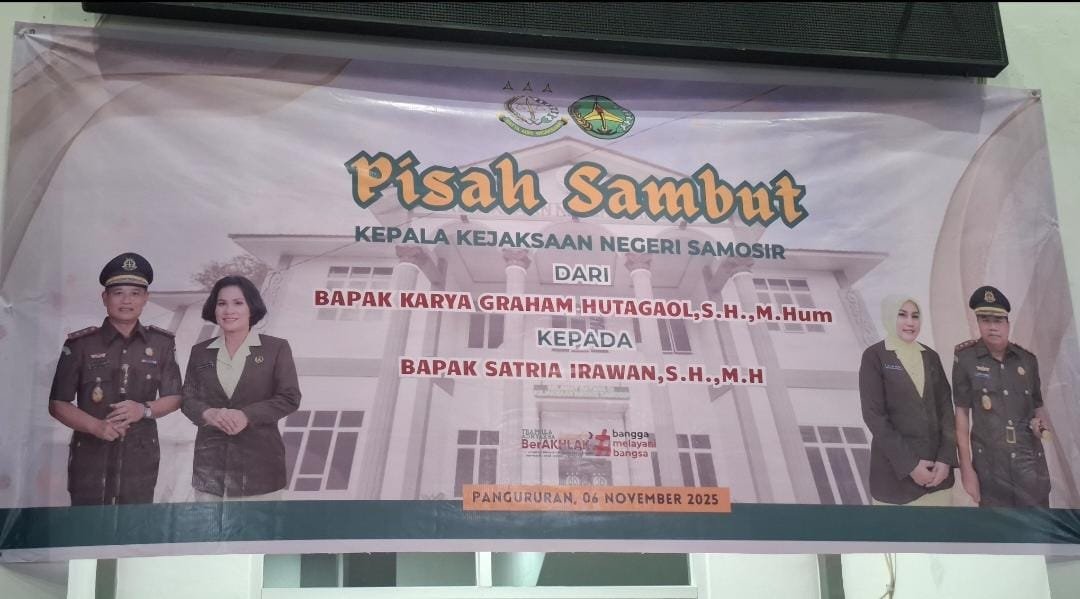 Pisah Sambut
KEPALA KEJAKSAAN NEGERI SAMOSIR
DARI
BAPAK KARYA GRAHAM HUTAGAOL,S.H.,M.Hum
KEPADA
BAPAK SATRIA IRAWAN,S.H.,M.H
BerAKHLAK
#bangga
melayani
bangsa
PANGURURAN, 06 NOVEMBER 2025